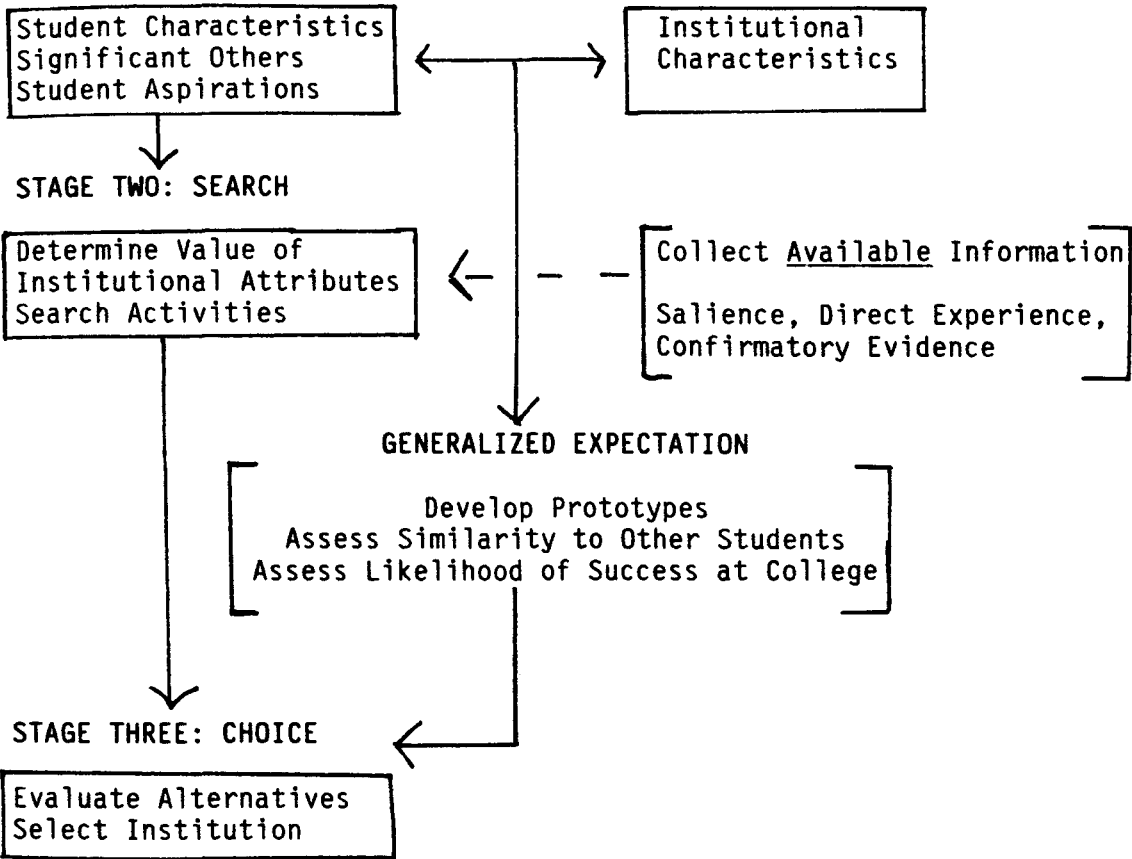 Student Characteristics
Significant Others
Student Aspirations
Institutional
Characteristics
STAGE TWO: SEARCH
Determine Value of
Institutional Attributes
Search Activities
Collect Available Information
Salience, Direct Experience,
Confirmatory Evidence
GENERALIZED EXPECTATION
Develop Prototypes
Assess Similarity to Other Students
Assess Likelihood of Success at College
STAGE THREE: CHOICE
Evaluate Alternatives
Select Institution